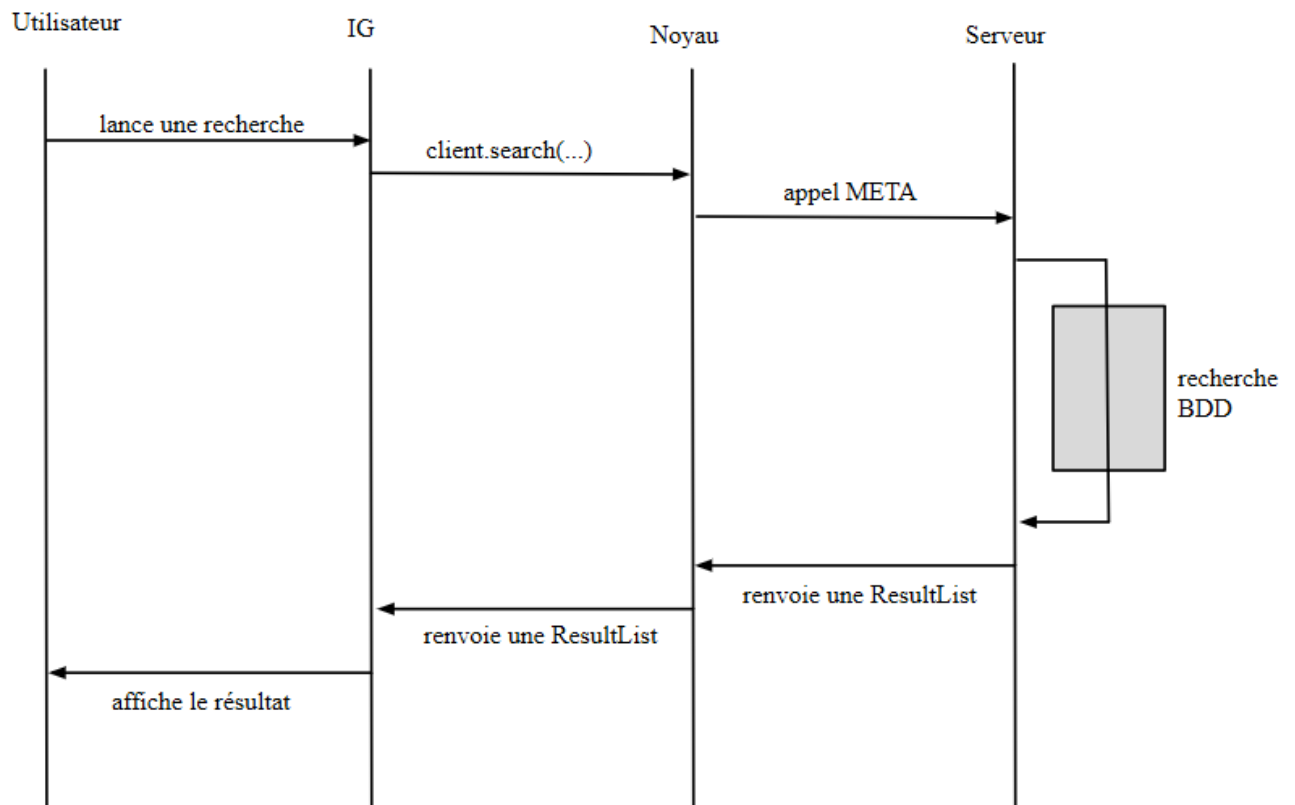 Utilisateur
IG
Noyau
Serveur
lance une recherche
client.search(...)
appel META
recherche
BDD
renvoie une ResultList
renvoie une ResultList
affiche le résultat